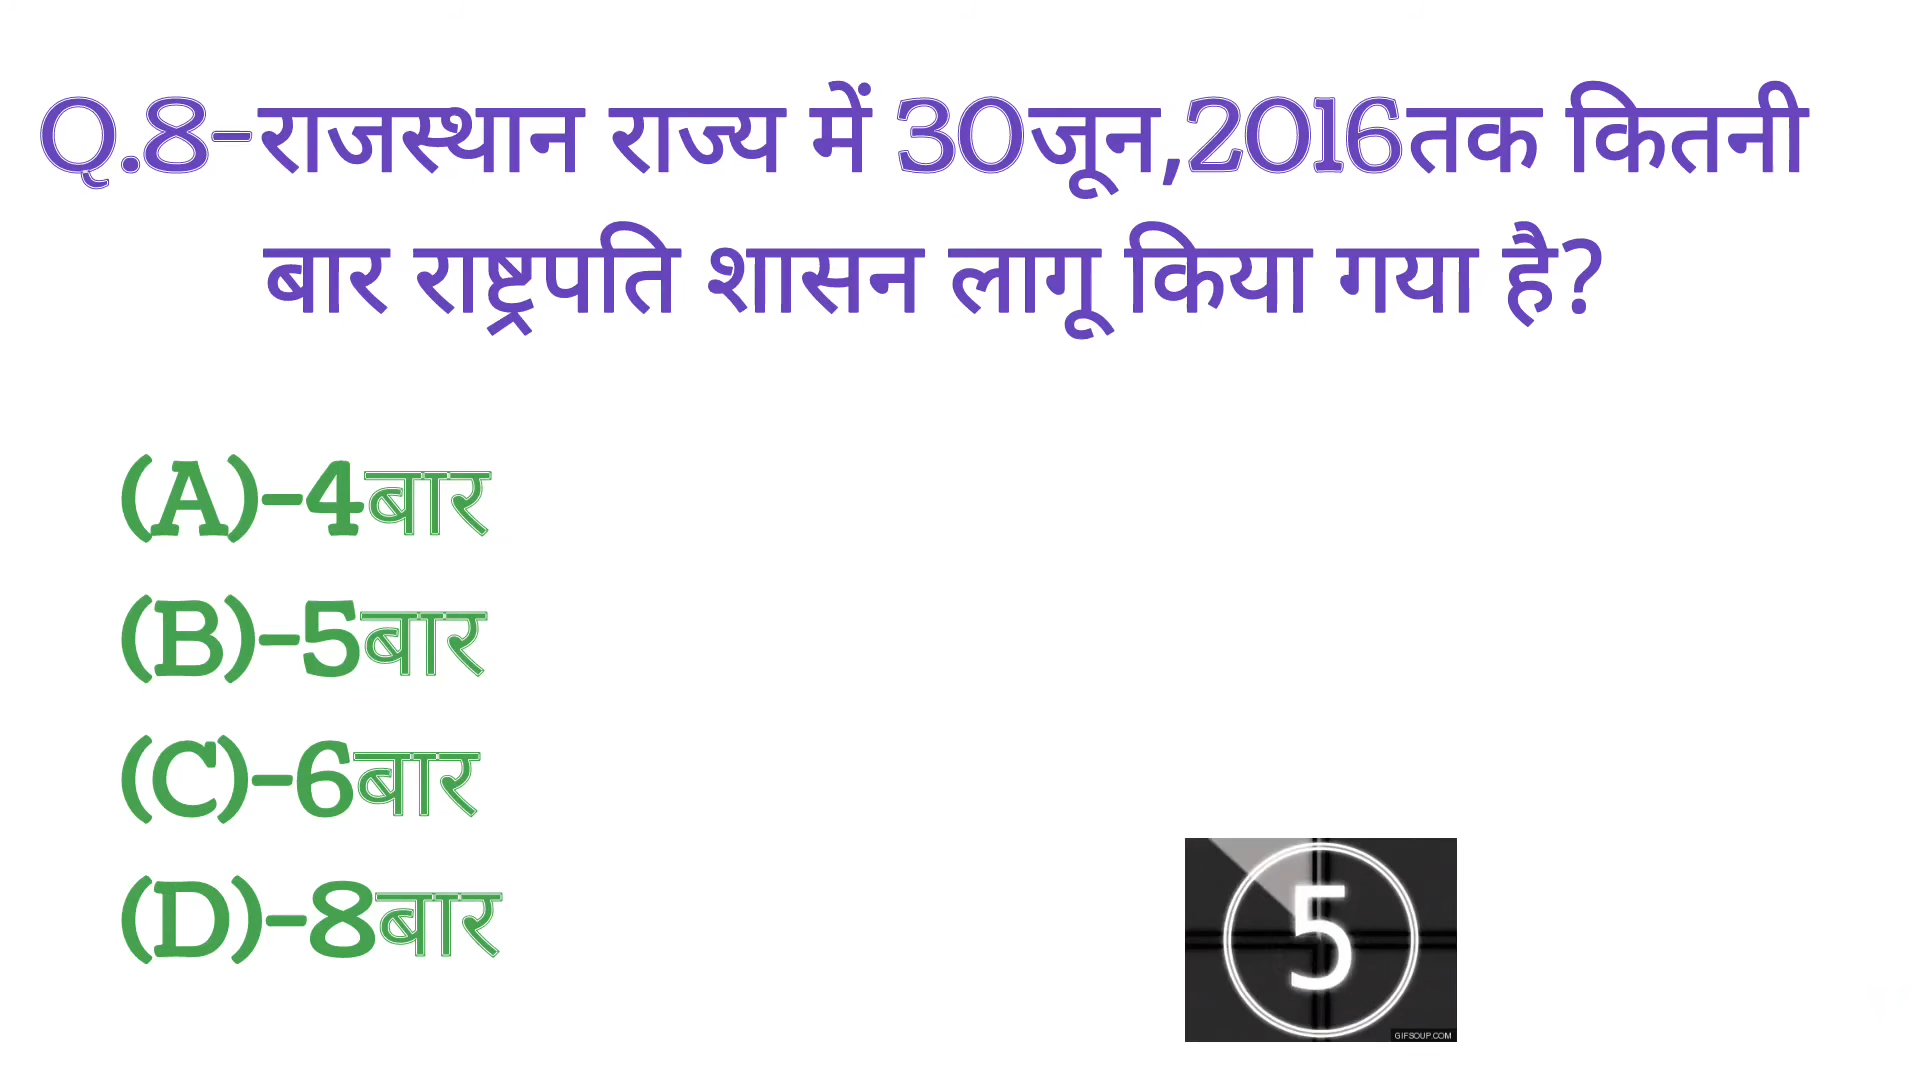 Q.8-राजस्थान राज्य में 30जून,2016तक कितनी
बार राष्ट्रपति शासन लागू किया गया है?
(A)-4बार
(B)-5बार
(C)-6बार
(D)-8बार
5
GIFSOUP.COM